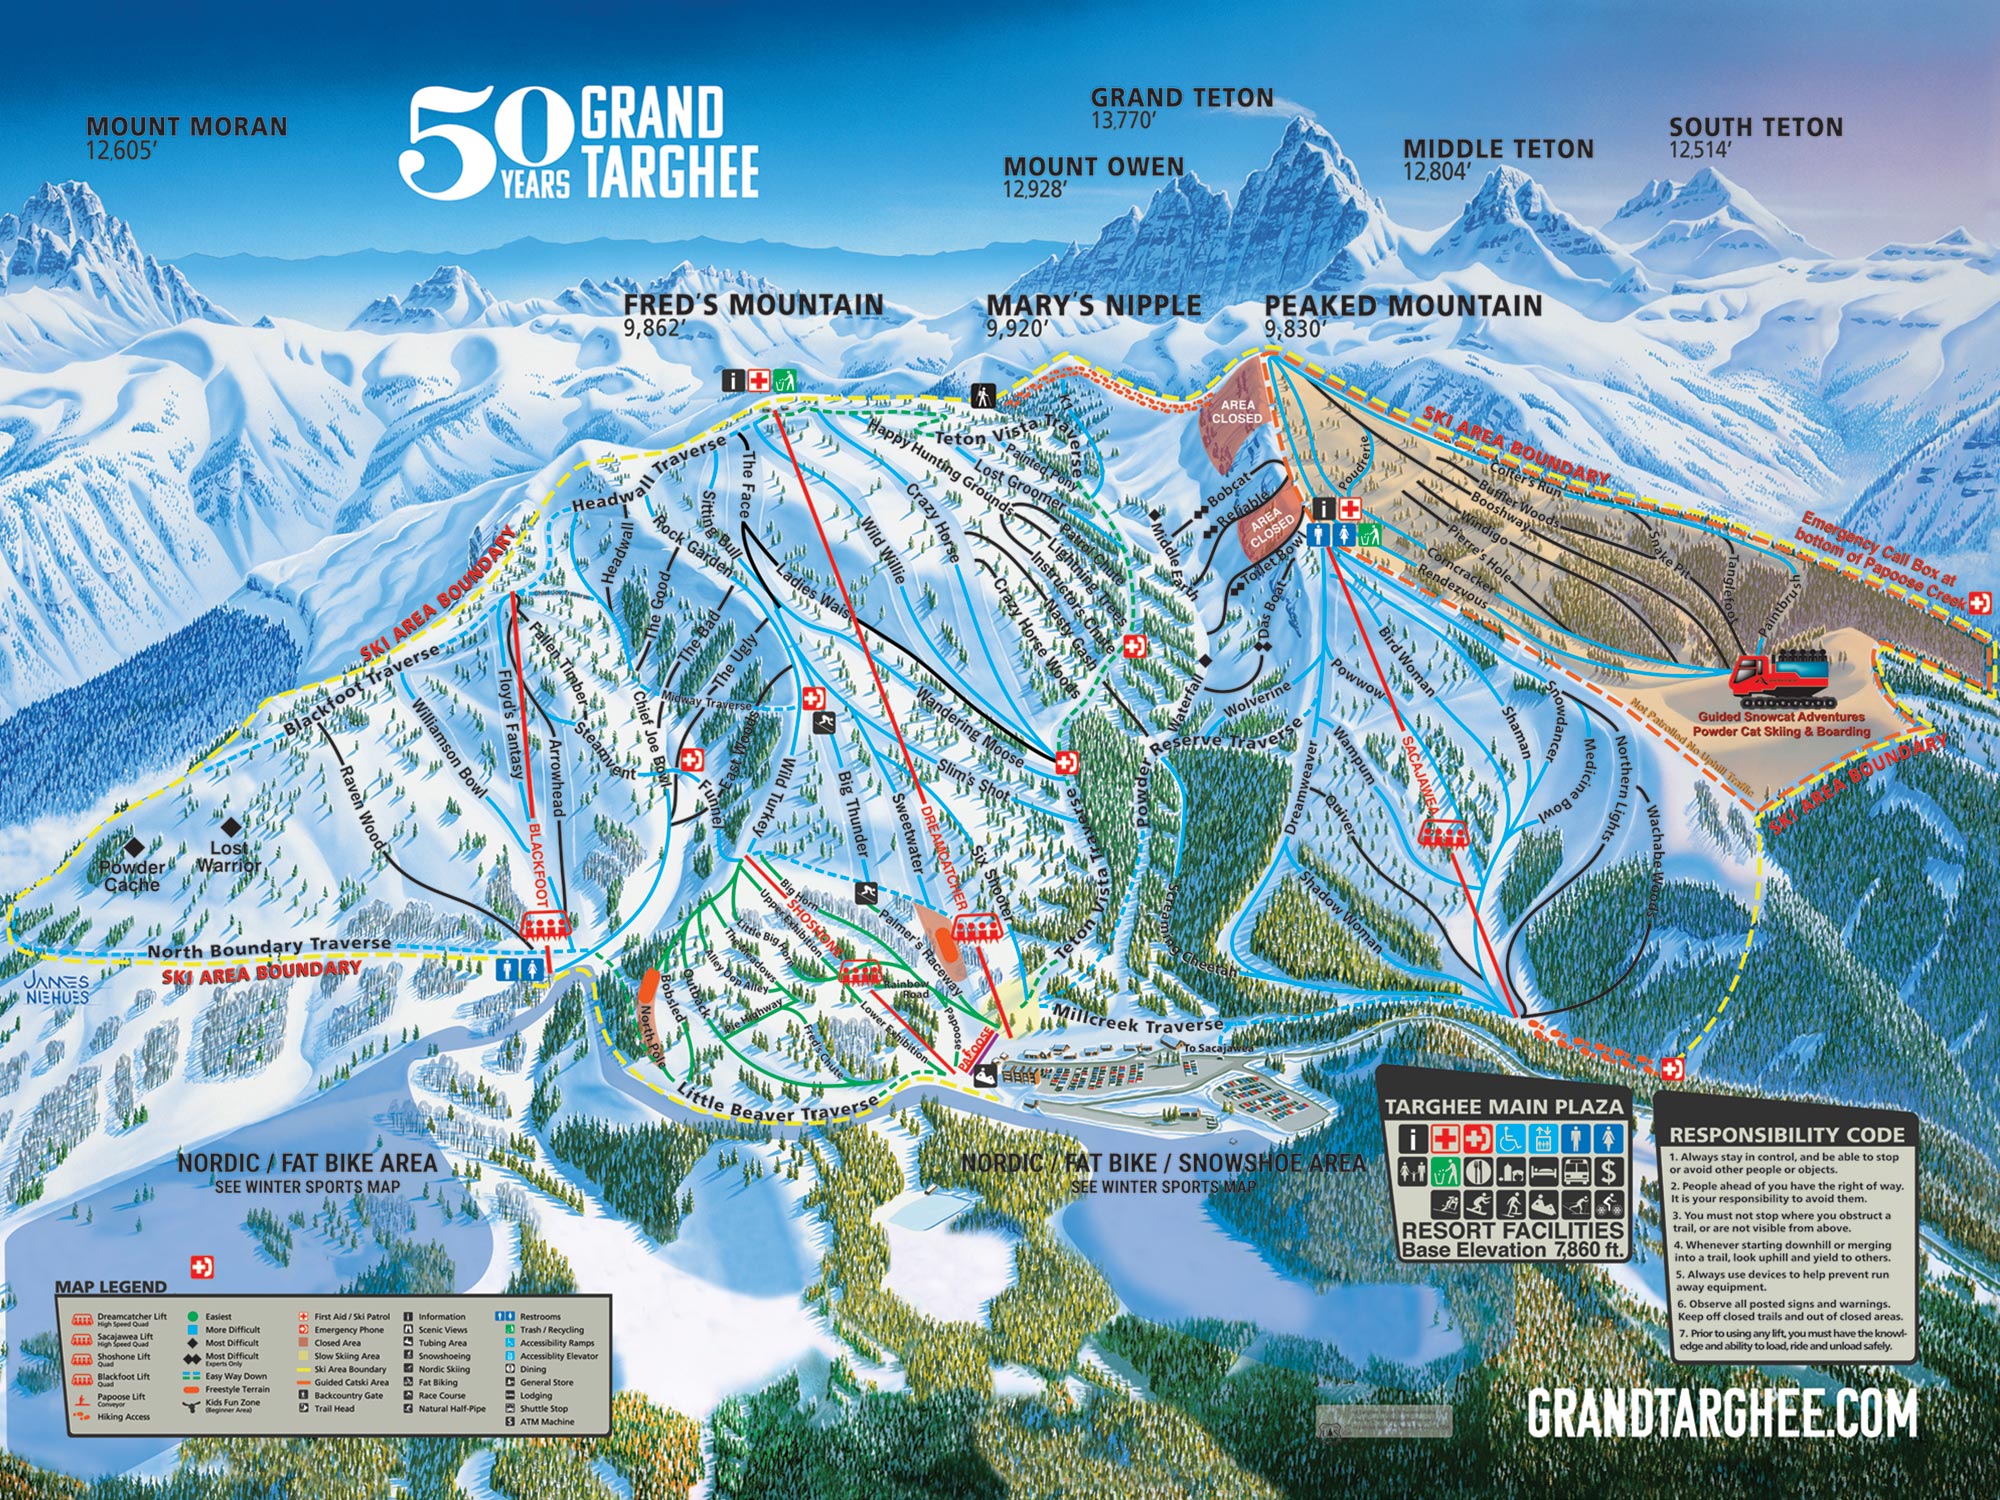 MOUNT MORAN
12,605’
50
YEARS
GRAND
TARGHEE
GRAND TETON
13,770’
MOUNT OWEN
12,928’
MIDDLE TETON
12,804’
SOUTH TETON
12,514’
FRED’S MOUNTAIN
9,862’
MARY’S NIPPLE
9,920’
PEAKED MOUNTAIN
9,830’
AREA
CLOSED
AREA
CLOSED
SKI AREA BOUNDARY
Emergency Call Box at
bottom of Papoose Creek
Headwall Traverse
The Face
Happy Hunting Grounds
Teton Vista Traverse
Painted Pony
Lost Groomer
Crazy Horse
Wild Willie
Patrol Chute
Lightning Trees
Instructor's Chute
Nasty Gash
Crazy Horse Woods
Sitting Bull
Rock Garden
Headwall
The Good
The Bad
The Ugly
Ladies Waist
Middle Earth
Bobcat
Reliable
Toilet Bowl
Das Boat
Waterfall
Poudrerie
Colter's Run
Buffler Woods
Booshway
Windigo
Pierre's Hole
Corncracker
Rendezvous
Snake Pit
Tanglefoot
Paintbrush
Guided Snowcat Adventures
Powder Cat Skiing & Boarding
Not Patrolled No Uphill Traffic
SKI AREA BOUNDARY
SKI AREA BOUNDARY
Blackfoot Traverse
Williamson Bowl
Floyd's Fantasy
Fallen Timber
Arrowhead
Steamvent
Chief Joe Bowl
Midway Traverse
East Woods
Funnel
Wild Turkey
Big Thunder
Sweetwater
Slim's Shot
Wandering Moose
DREAMCATCHER
Six Shooter
Teton Vista Traverse
Powder Reserve Traverse
Wolverine
Powwow
Bird Woman
SACAJAWEA
Wampum
Dreamweaver
Quiver
Shadow Woman
Screaming Cheetah
Shaman
Snowdancer
Medicine Bowl
Northern Lights
Wachabe Woods
Raven Wood
BLACKFOOT
Powder
Cache
Lost
Warrior
North Boundary Traverse
SKI AREA BOUNDARY
JAMES
NIEHUES
Big Horn
SHOSHONE
Upper Exhibition
Little Big Horn
The Meadows
Alley Oop Alley
Outback
Bobsled
North Pole
Pie Highway
Fred's Chute
Lower Exhibition
Palmer's Raceway
Rainbow
Road
Papoose
PAPOOSE
Little Beaver Traverse
Millcreek Traverse
To Sacajawea
NORDIC / FAT BIKE AREA
SEE WINTER SPORTS MAP
NORDIC / FAT BIKE / SNOWSHOE AREA
SEE WINTER SPORTS MAP
TARGHEE MAIN PLAZA
RESORT FACILITIES
Base Elevation 7,860 ft.
RESPONSIBILITY CODE
1. Always stay in control, and be able to stop
or avoid other people or objects.
2. People ahead of you have the right of way.
It is your responsibility to avoid them.
3. You must not stop where you obstruct a
trail, or are not visible from above.
4. Whenever starting downhill or merging
into a trail, look uphill and yield to others.
5. Always use devices to help prevent run
away equipment.
6. Observe all posted signs and warnings.
Keep off closed trails and out of closed areas.
7. Prior to using any lift, you must have the knowl-
edge and ability to load, ride and unload safely.
MAP LEGEND
Dreamcatcher Lift
High Speed Quad
Sacajawea Lift
High Speed Quad
Shoshone Lift
Quad
Blackfoot Lift
Quad
Papoose Lift
Conveyor
Hiking Access
Easiest
More Difficult
Most Difficult
Most Difficult
Experts Only
Easy Way Down
Freestyle Terrain
Kids Fun Zone
(Beginner Area)
First Aid / Ski Patrol
Emergency Phone
Closed Area
Slow Skiing Area
Ski Area Boundary
Guided Catski Area
Backcountry Gate
Trail Head
Information
Scenic Views
Tubing Area
Snowshoeing
Nordic Skiing
Fat Biking
Race Course
Natural Half-Pipe
Restrooms
Trash / Recycling
Accessibility Ramps
Accessiblity Elevator
Dining
General Store
Lodging
Shuttle Stop
ATM Machine
GRANDTARGHEE.COM